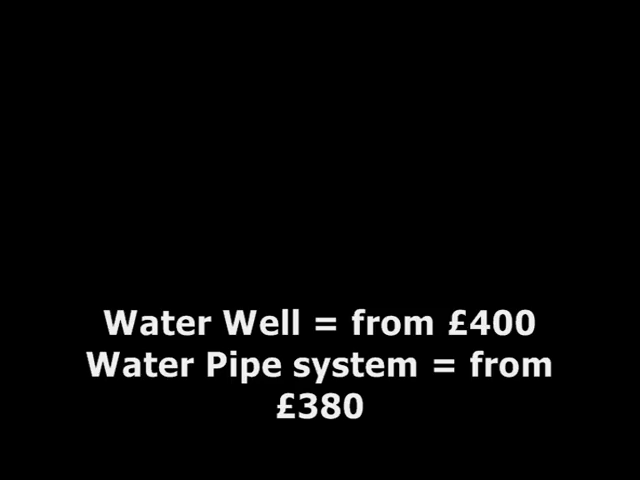 Water Well = from £400
Water Pipe system = from
£380